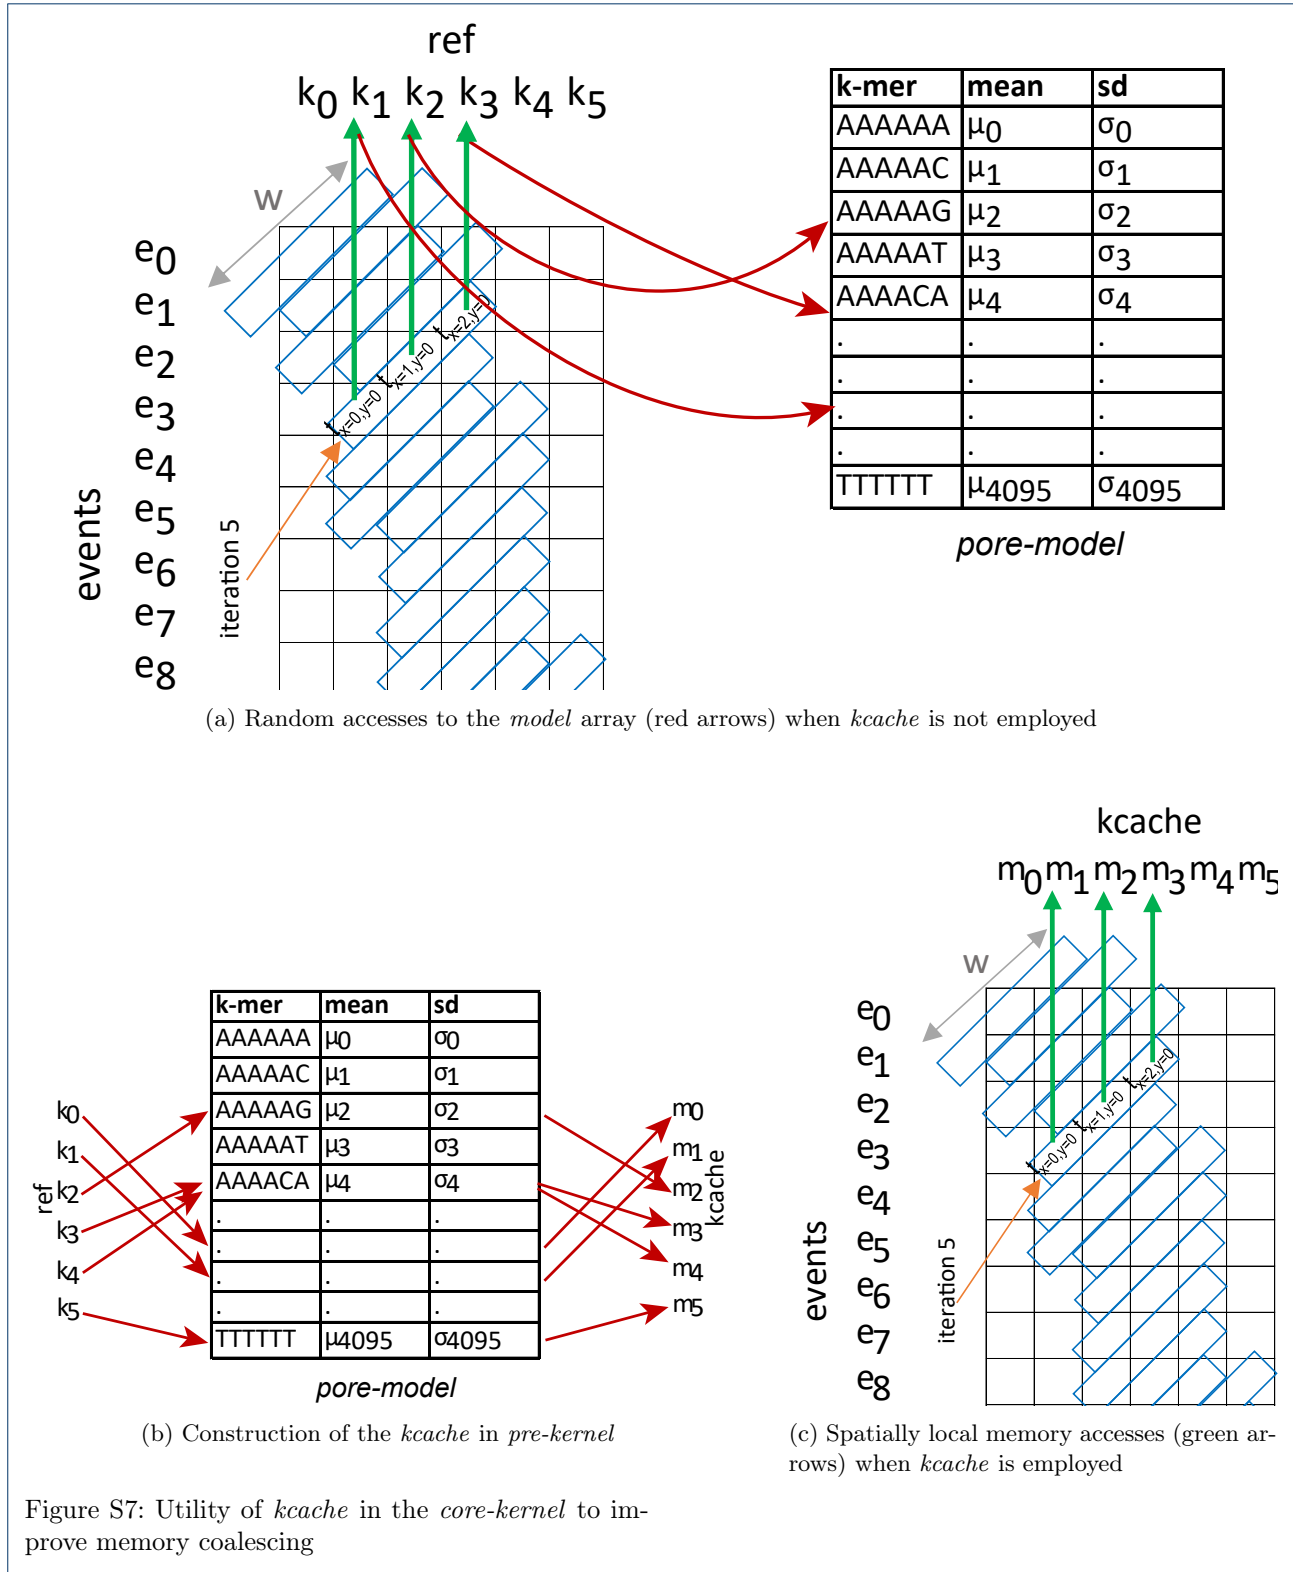 ref
k0 k1 k2 k3 k4 k5
w
e0
e1
e2
e3
e4
e5
e6
e7
e8
events
iteration 5
tx=0,y=0 tx=1,y=0 tx=2,y=0
k-mer mean sd
AAAAAA μ0 σ0
AAAAAC μ1 σ1
AAAAAG μ2 σ2
AAAAAT μ3 σ3
AAAACA μ4 σ4
. . .
. . .
. . .
. . .
TTTTTT μ4095 σ4095
pore-model
(a) Random accesses to the model array (red arrows) when kcache is not employed
ref
k0
k1
k2
k3
k4
k5
k-mer mean sd
AAAAAA μ0 σ0
AAAAAC μ1 σ1
AAAAAG μ2 σ2
AAAAAT μ3 σ3
AAAACA μ4 σ4
. . .
. . .
. . .
. . .
TTTTTT μ4095 σ4095
pore-model
m0
m1
m2
m3
m4
m5
kcache
(b) Construction of the kcache in pre-kernel
kcache
m0 m1 m2 m3 m4 m5
w
e0
e1
e2
e3
e4
e5
e6
e7
e8
events
iteration 5
tx=0,y=0 tx=1,y=0 tx=2,y=0
(c) Spatially local memory accesses (green ar-
rows) when kcache is employed
Figure S7: Utility of kcache in the core-kernel to im-
prove memory coalescing